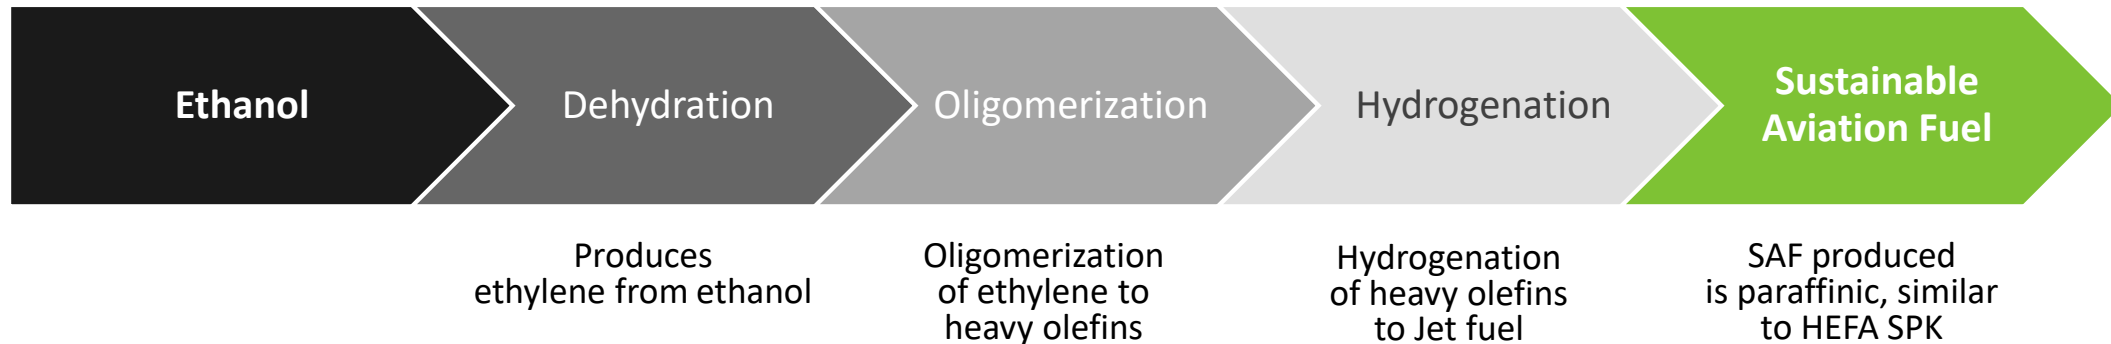 Ethanol
Dehydration
Oligomerization
Hydrogenation
Sustainable
Aviation Fuel
Produces
ethylene from ethanol
Oligomerization
of ethylene to
heavy olefins
Hydrogenation
of heavy olefins
to Jet fuel
SAF produced
is paraffinic, similar
to HEFA SPK